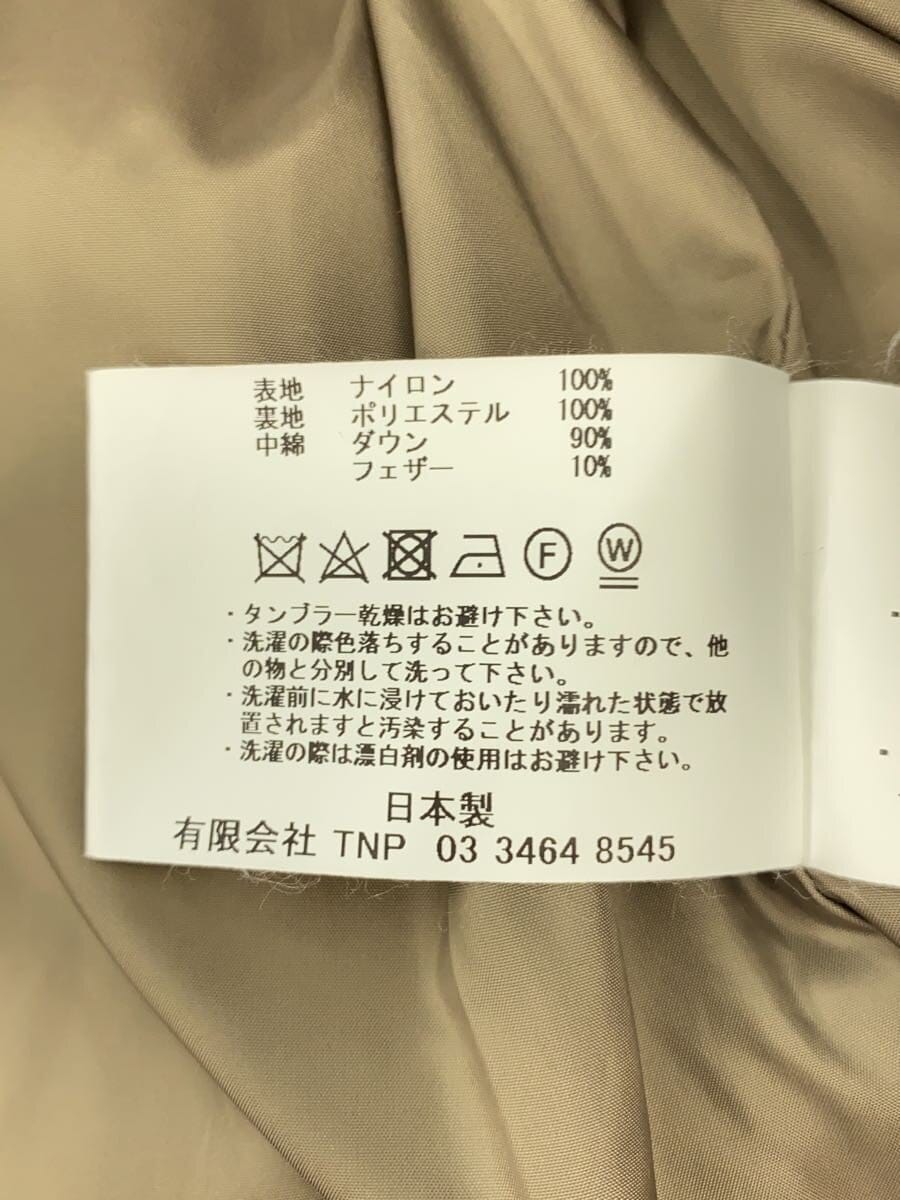 表地 ナイロン 100%
裏地 ポリエステル 100%
中綿 ダウン 90%
フェザー 10%
F W
・タンブラー乾燥はお避け下さい。
・洗濯の際色落ちすることがありますので、他
の物と分別して洗って下さい。
・洗濯前に水に浸けておいたり濡れた状態で放
置されますと汚染することがあります。
・洗濯の際は漂白剤の使用はお避け下さい。
日本製
有限会社 TNP 03 3464 8545